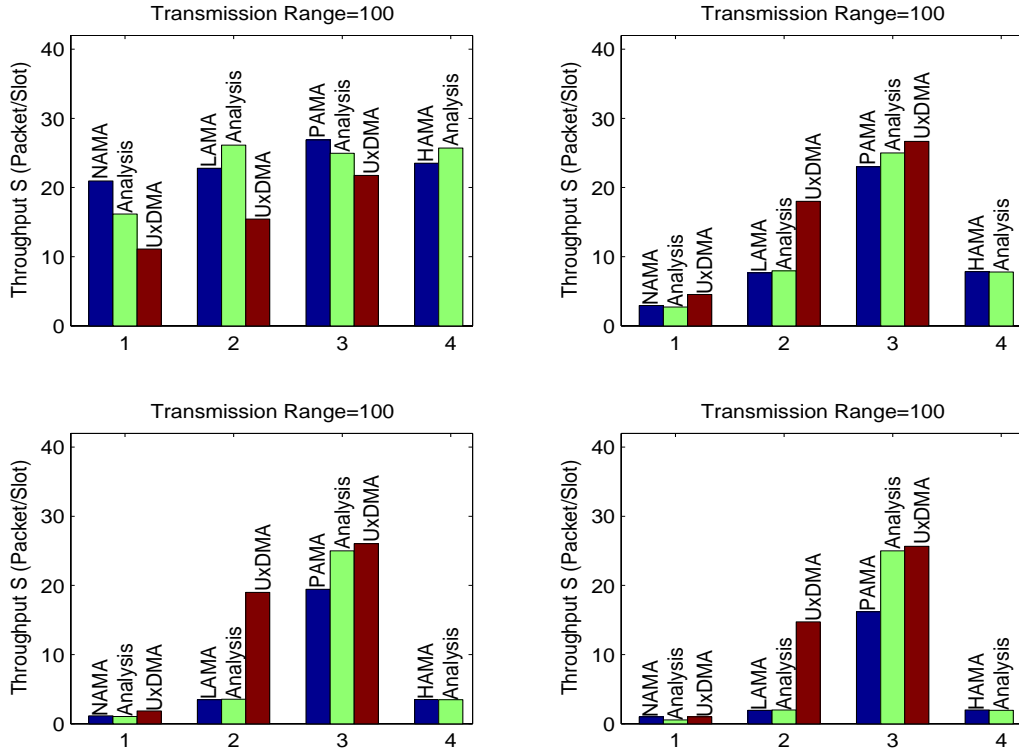 Transmission Range=100
Throughput S (Packet/Slot)
40
30
20
10
0
NAMA
Analysis
UxDMA
LAMA
Analysis
UxDMA
PAMA
Analysis
UxDMA
HAMA
Analysis
1 2 3 4
Transmission Range=100
Throughput S (Packet/Slot)
40
30
20
10
0
NAMA
Analysis
UxDMA
LAMA
Analysis
UxDMA
PAMA
Analysis
UxDMA
HAMA
Analysis
1 2 3 4
Transmission Range=100
Throughput S (Packet/Slot)
40
30
20
10
0
NAMA
Analysis
UxDMA
LAMA
Analysis
UxDMA
PAMA
Analysis
UxDMA
HAMA
Analysis
1 2 3 4
Transmission Range=100
Throughput S (Packet/Slot)
40
30
20
10
0
NAMA
Analysis
UxDMA
LAMA
Analysis
UxDMA
PAMA
Analysis
UxDMA
HAMA
Analysis
1 2 3 4